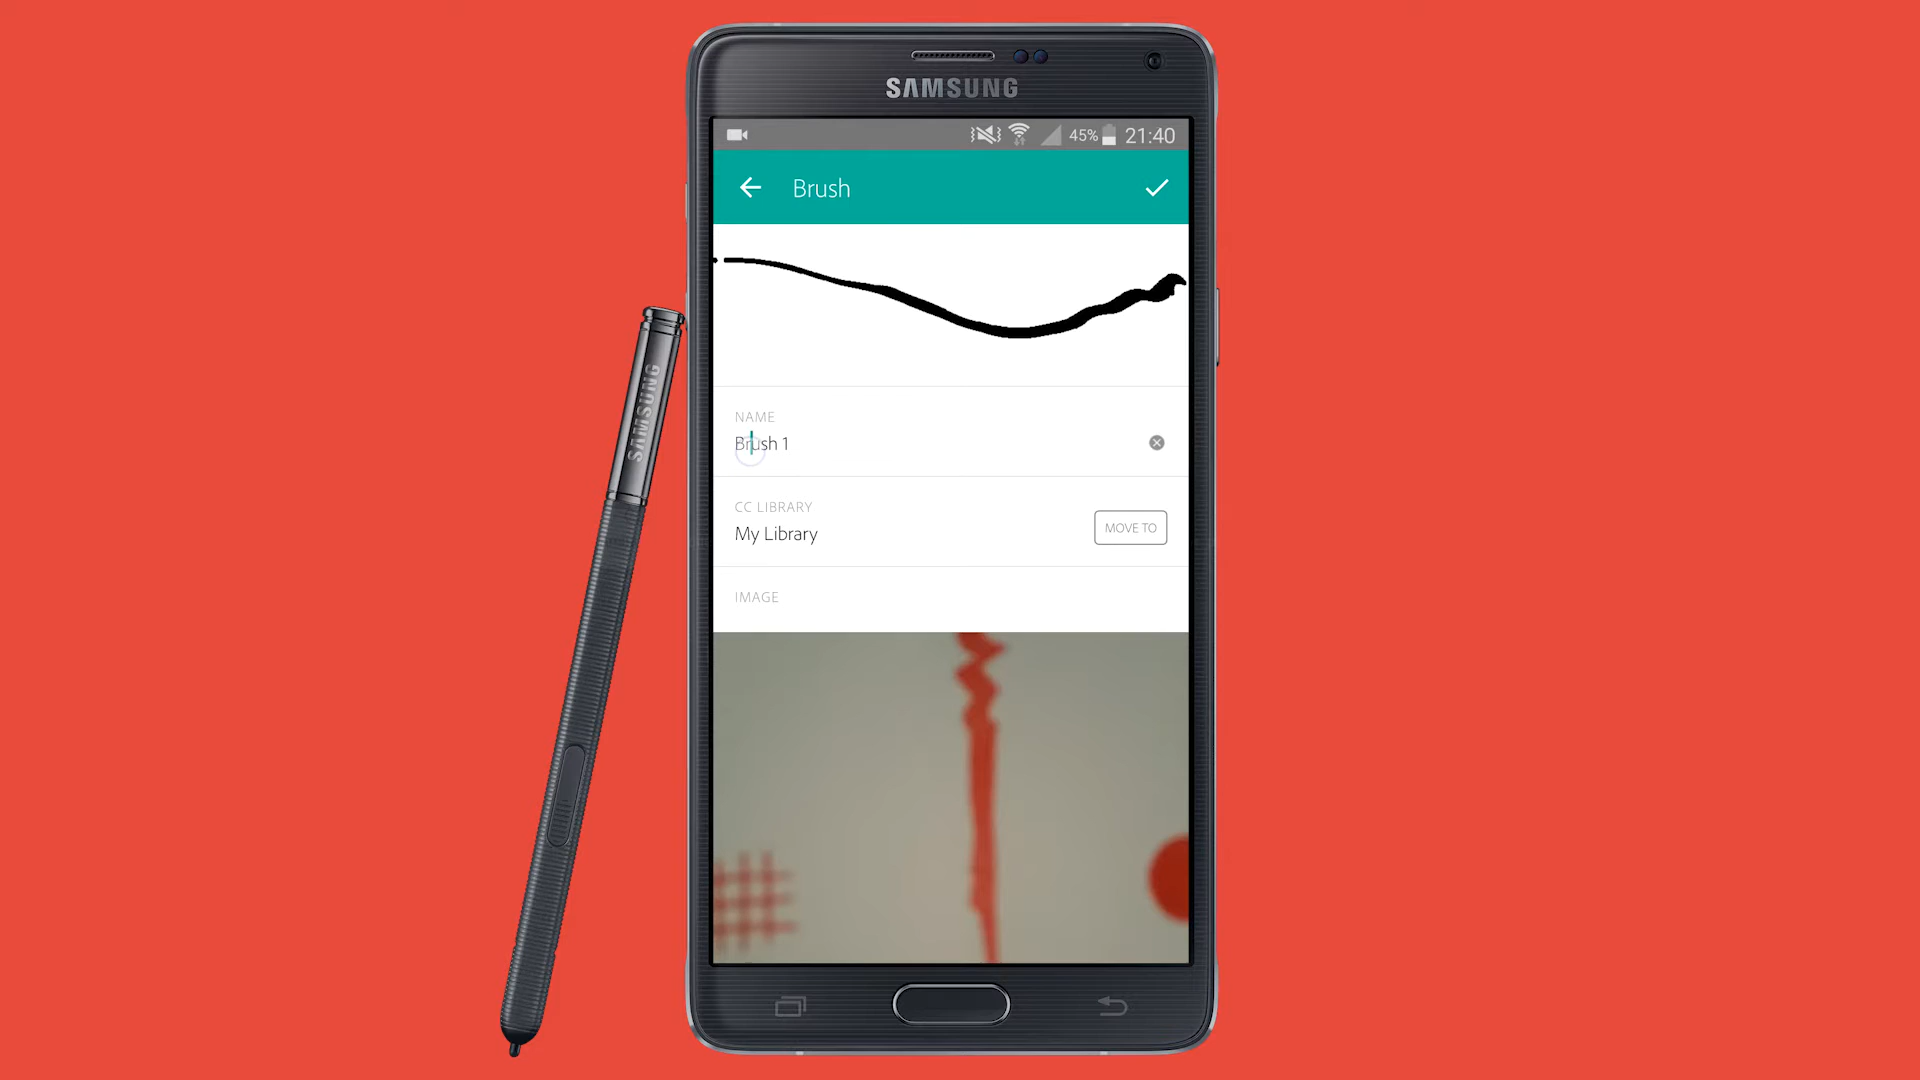 SAMSUNG
45% 21:40
Brush
NAME
Brush 1
CC LIBRARY
My Library
MOVE TO
IMAGE
SAMSUNG